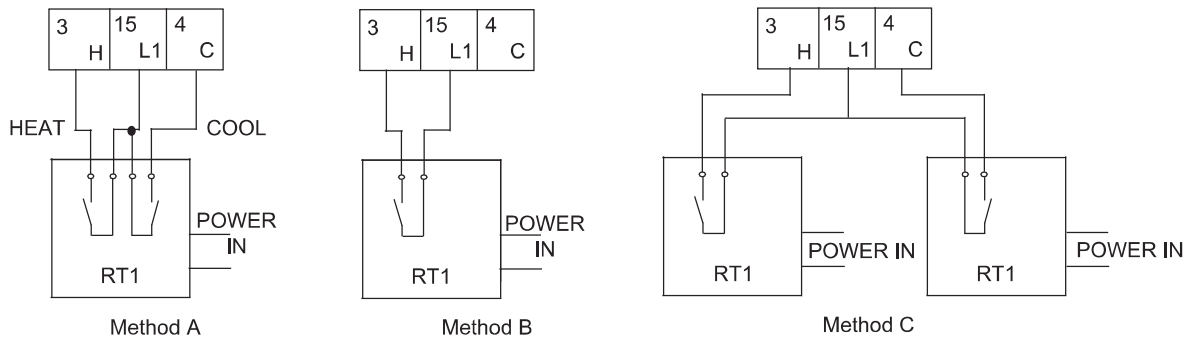 3 15 4
H L1 C
HEAT COOL
POWER
IN
RT1
Method A
3 15 4
H L1 C
POWER
IN
RT1
Method B
3 15 4
H L1 C
POWER IN
RT1
POWER IN
RT1
Method C